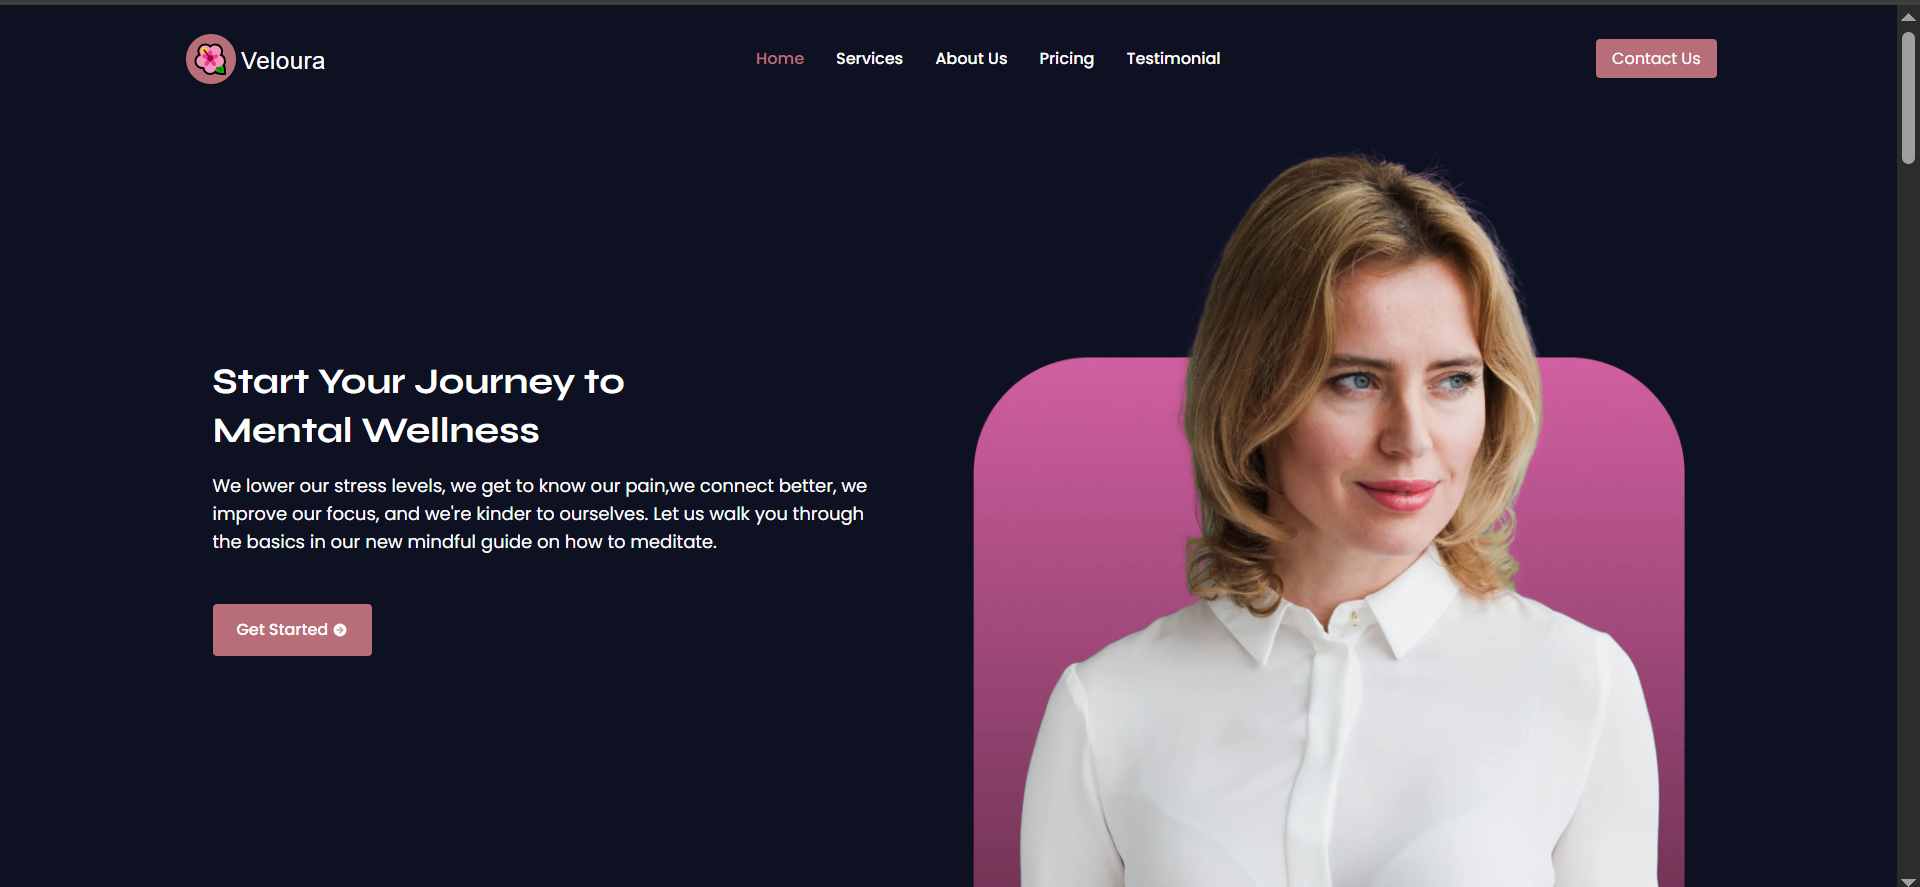 Veloura
Home Services About Us Pricing Testimonial
Contact Us
Start Your Journey to
Mental Wellness
We lower our stress levels, we get to know our pain,we connect better, we
improve our focus, and we're kinder to ourselves. Let us walk you through
the basics in our new mindful guide on how to meditate.
Get Started